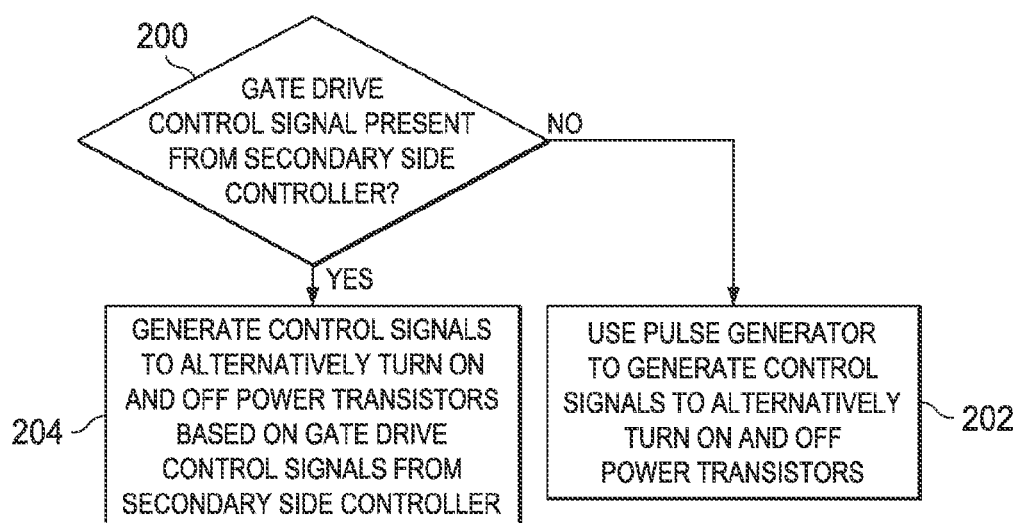 200
GATE DRIVE
CONTROL SIGNAL PRESENT
FROM SECONDARY SIDE
CONTROLLER?
NO
YES
GENERATE CONTROL SIGNALS
TO ALTERNATIVELY TURN ON
AND OFF POWER TRANSISTORS
BASED ON GATE DRIVE
CONTROL SIGNALS FROM
SECONDARY SIDE CONTROLLER
204
USE PULSE GENERATOR
TO GENERATE CONTROL
SIGNALS TO ALTERNATIVELY
TURN ON AND OFF
POWER TRANSISTORS
202